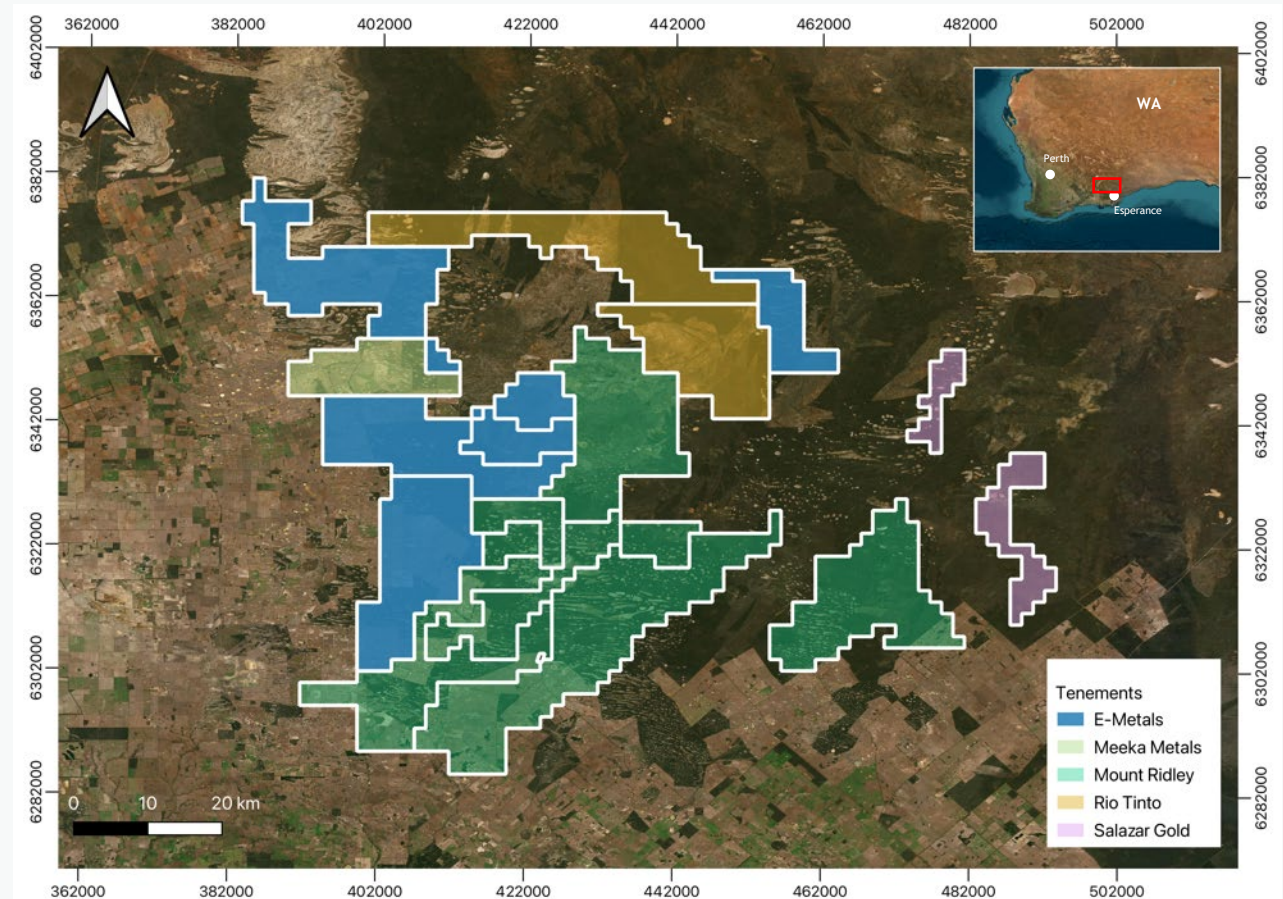 362000 382000 402000 422000 442000 462000 482000 502000
6402000
6382000
6362000
6342000
6322000
6302000
6282000
6402000
6382000
6362000
6342000
6322000
6302000
6282000
WA
Perth
Esperance
Tenements
E-Metals
Meeka Metals
Mount Ridley
Rio Tinto
Salazar Gold
0 10 20 km
362000 382000 402000 422000 442000 462000 482000 502000